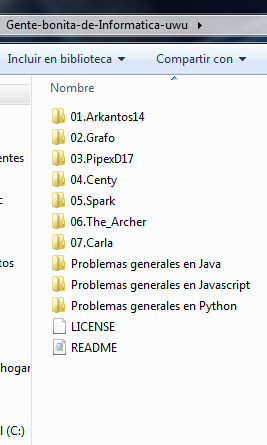 Gente-bonita-de-Informatica-uwu
Incluir en biblioteca
Compartir con
Nombre
01.Arkantos14
02.Grafo
03.PipexD17
04.Centy
05.Spark
06.The_Archer
07.Carla
Problemas generales en Java
Problemas generales en Javascript
Problemas generales en Python
LICENSE
README
entes
c
tos
hogar
l (C:)